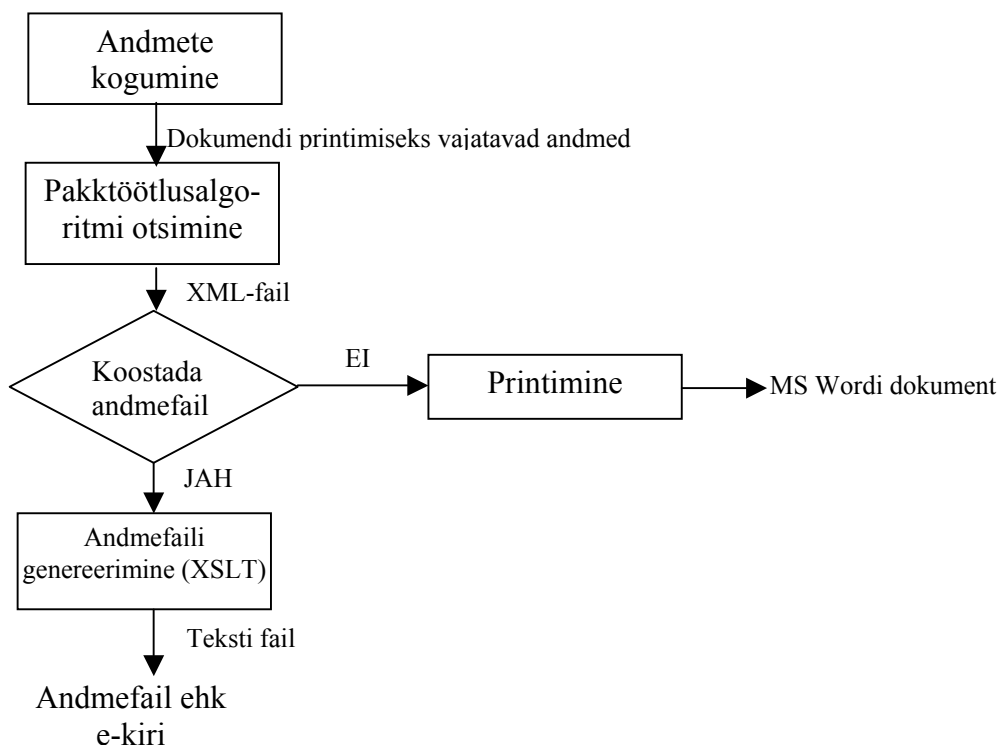 Andmete
kogumine
Dokumendi printimiseks vajatavad andmed
Pakktöötlusalgo-
ritmi otsimine
XML-fail
Koostada
andmefail
EI
Printimine
MS Wordi dokument
JAH
Andmefaili
genereerimine (XSLT)
Teksti fail
Andmefail ehk
e-kiri